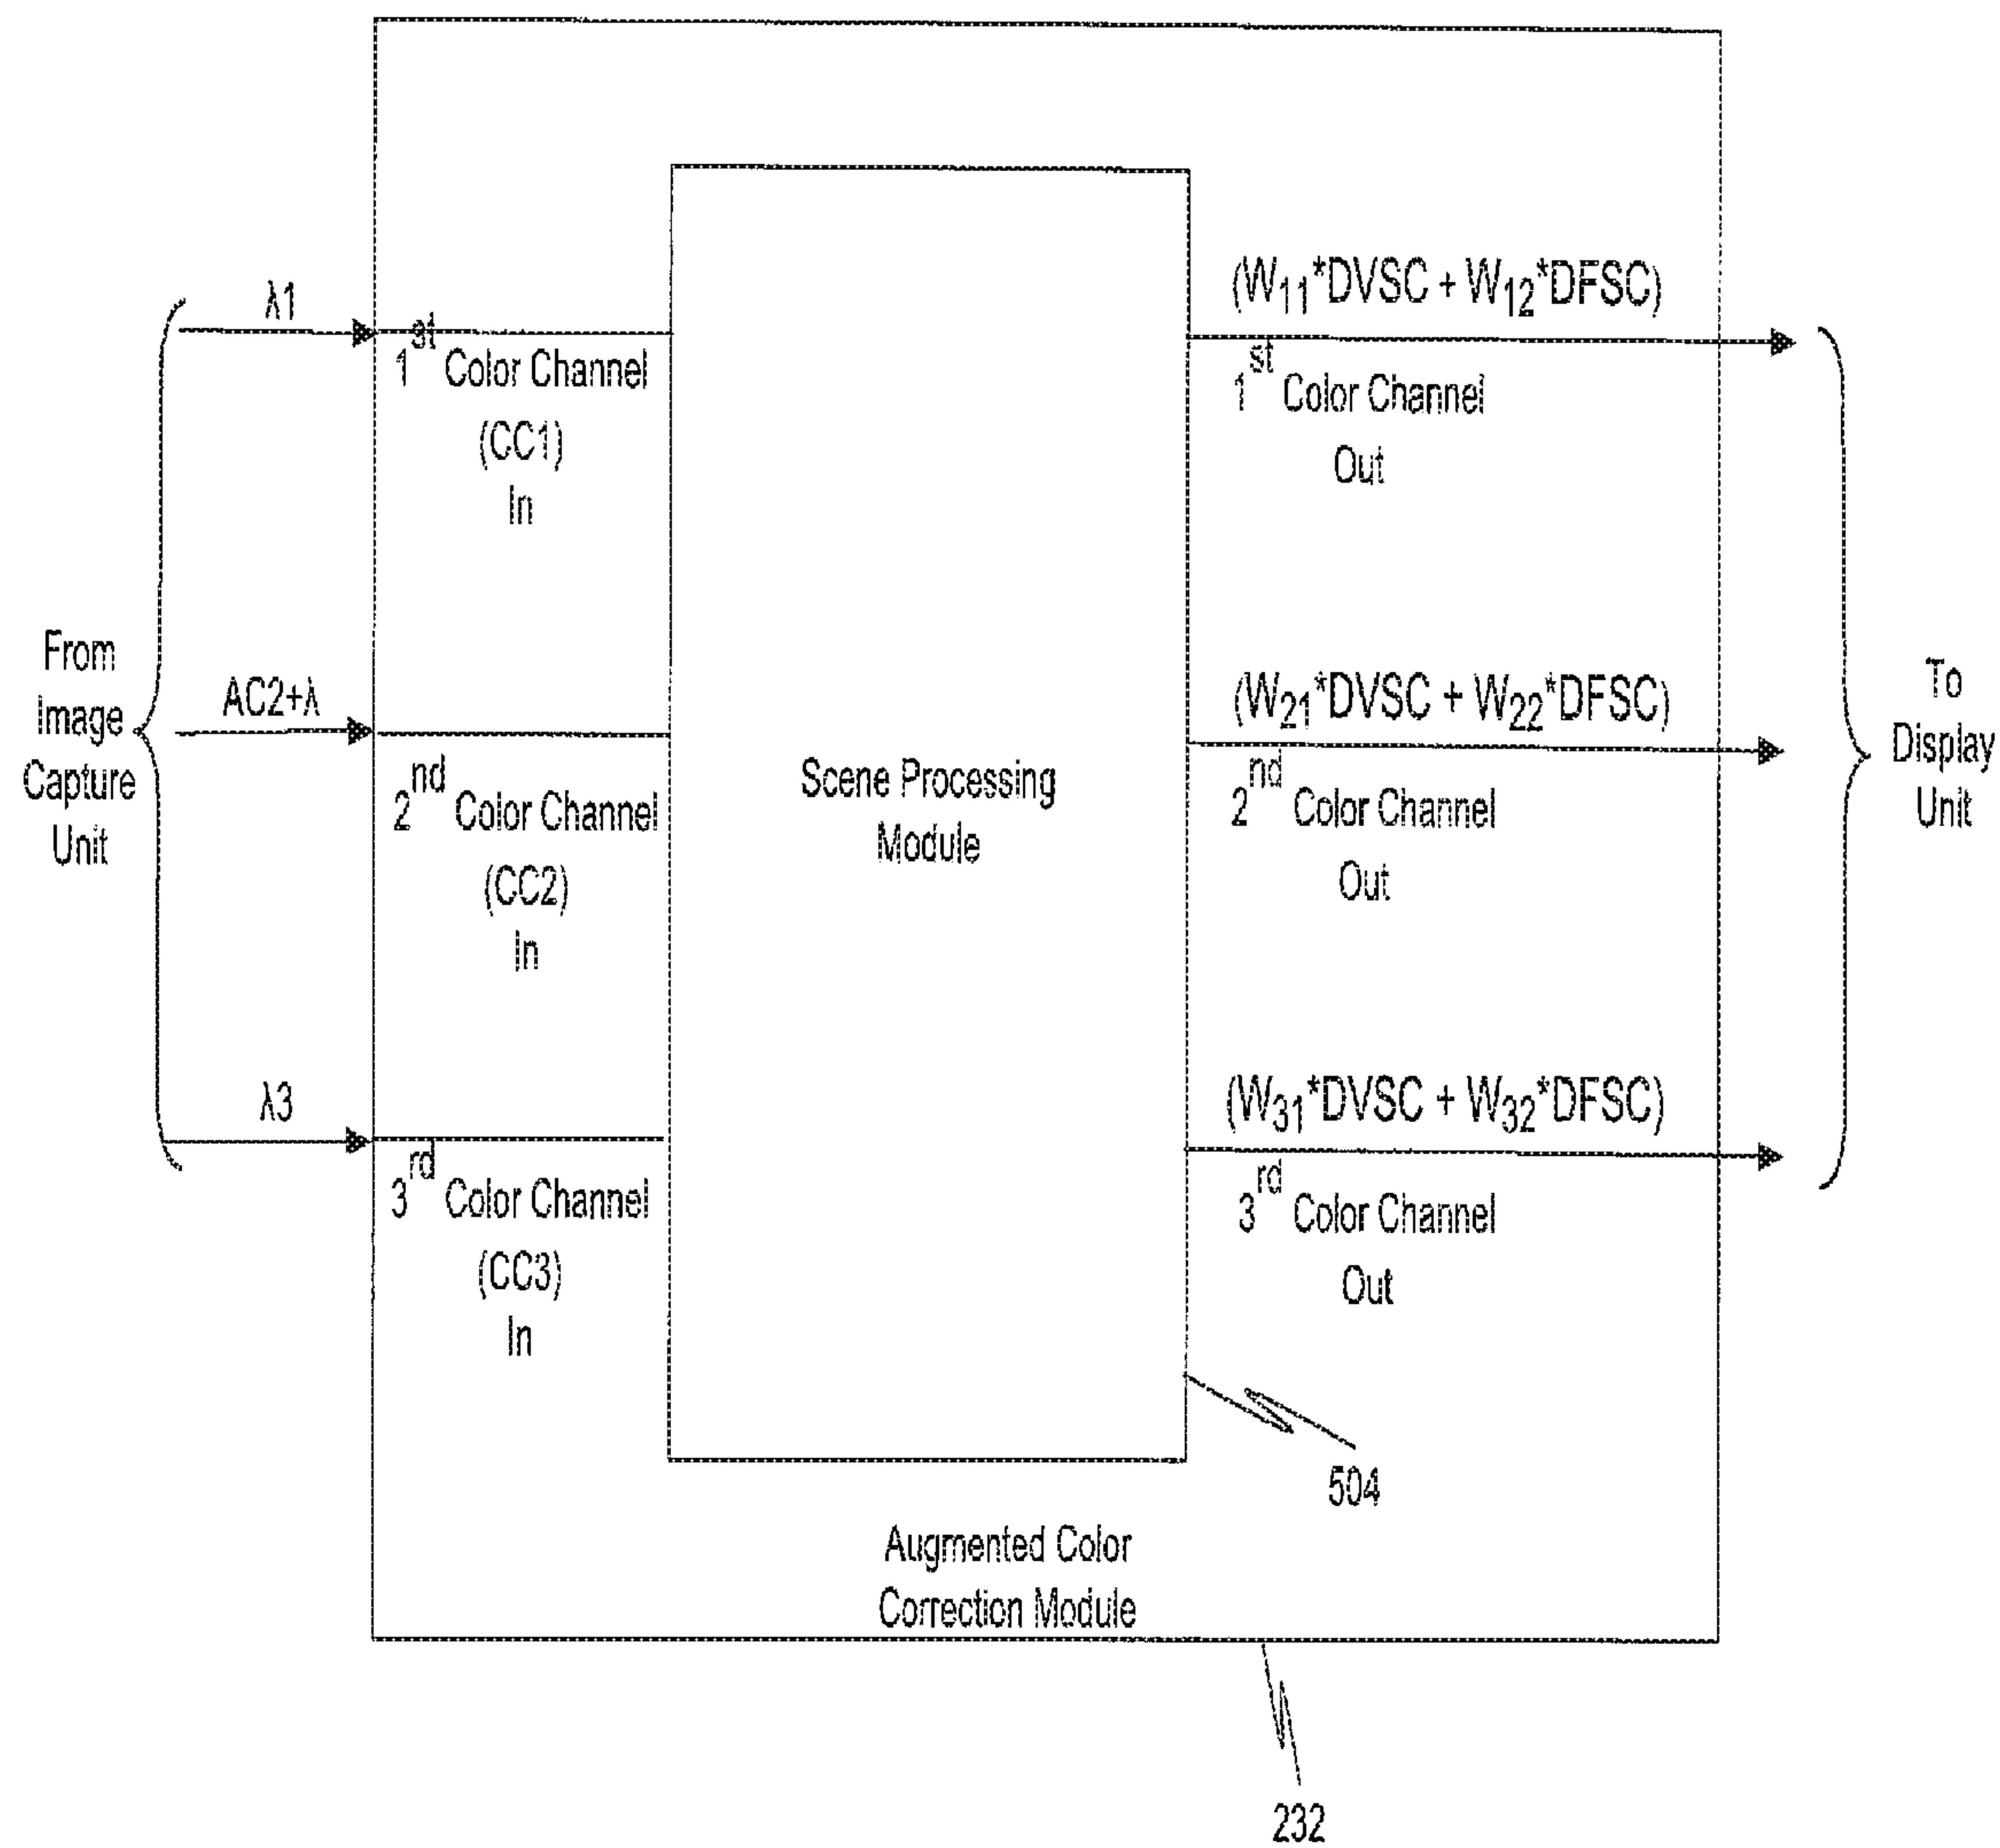 λ1
1st Color Channel
(CC1)
In
(W11*DVSC + W12*DFSC)
1st Color Channel
Out
From
Image
Capture
Unit
AC2+λ
2nd Color Channel
(CC2)
In
Scene Processing
Module
(W21*DVSC + W22*DFSC)
2nd Color Channel
Out
To
Display
Unit
λ3
3rd Color Channel
(CC3)
In
(W31*DVSC + W32*DFSC)
3rd Color Channel
Out
504
Augmented Color
Correction Module
232